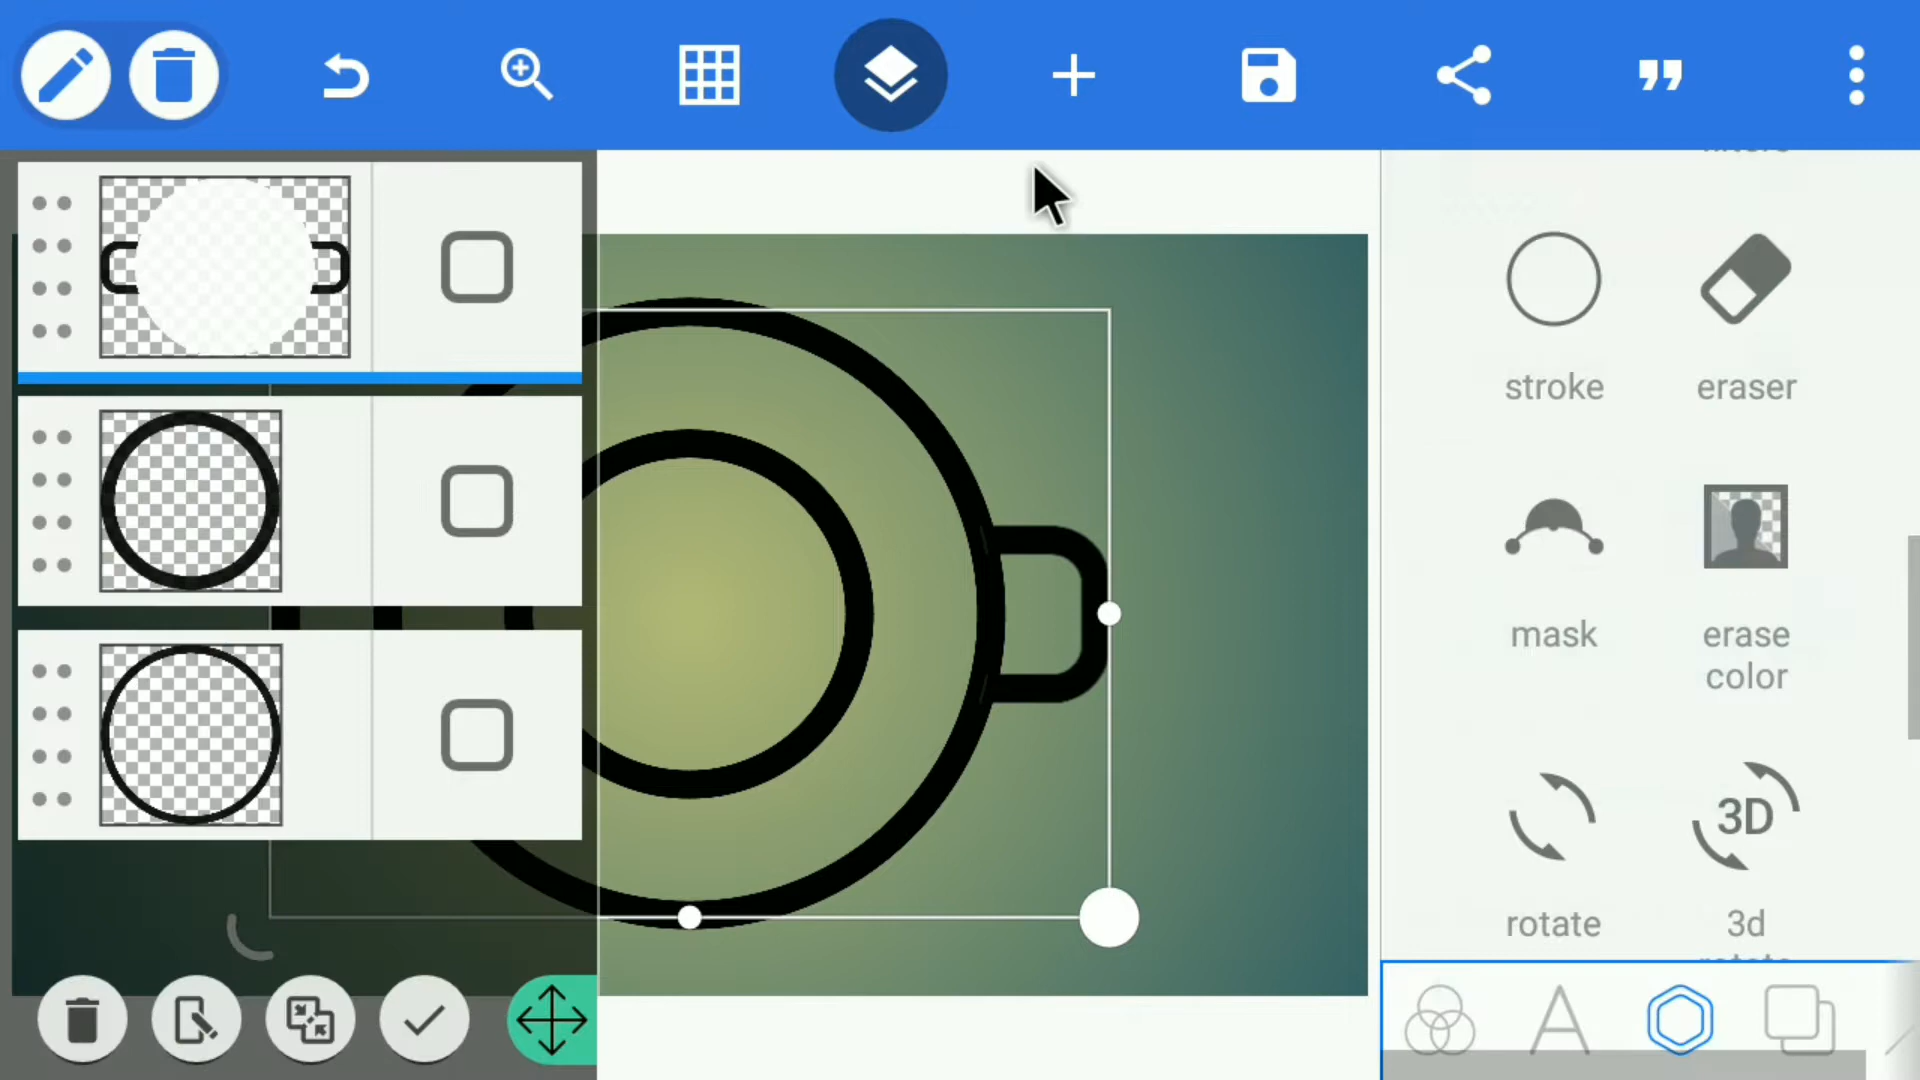 stroke
eraser
mask
erase
color
3D
rotate
3d